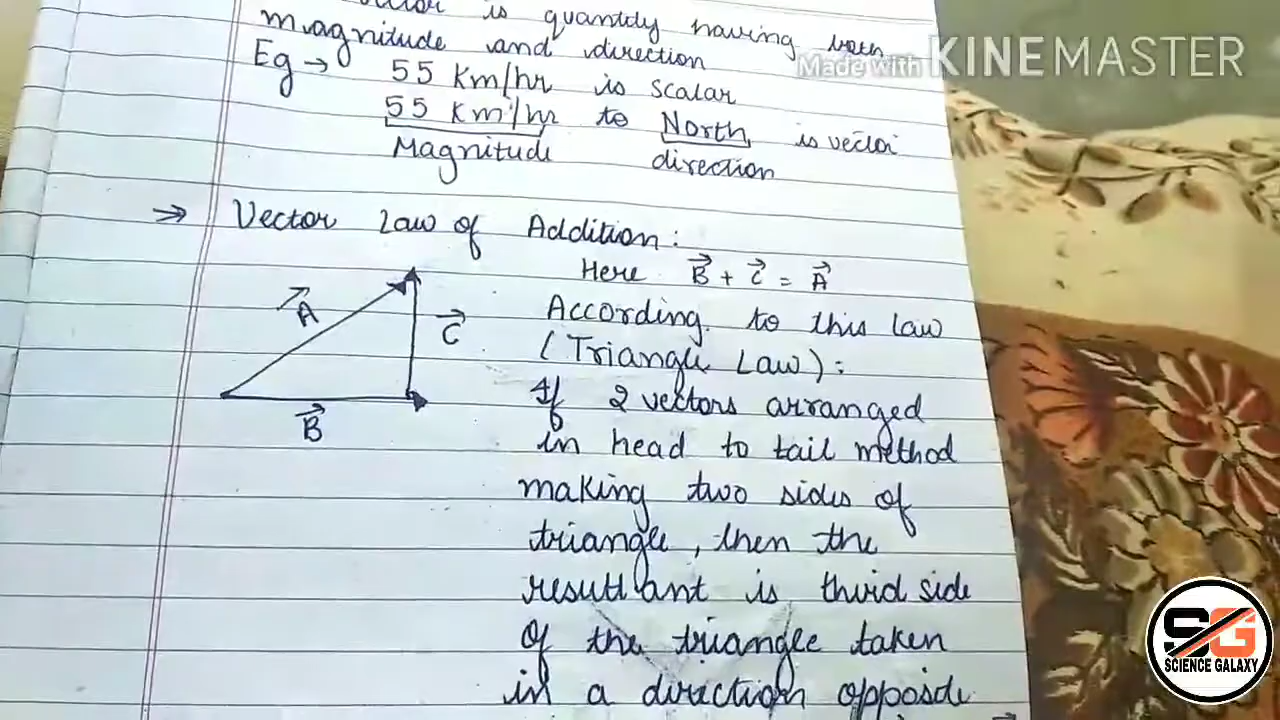 is quantity having both
magnitude and direction
Eg → 55 Km/hr is scalar
55 Km/hr to North is vector
Magnitude direction
⇒ Vector Law of Addition:
Here B⃗ + C⃗ = A⃗
A⃗
C⃗
B⃗
According to this law
(Triangle Law):
If 2 vectors arranged
in head to tail method
making two sides of
triangle, then the
resultant is thvid side
of the triangle taken
in a direction opposite
Made with KINEMASTER
SG
SCIENCE GALAXY